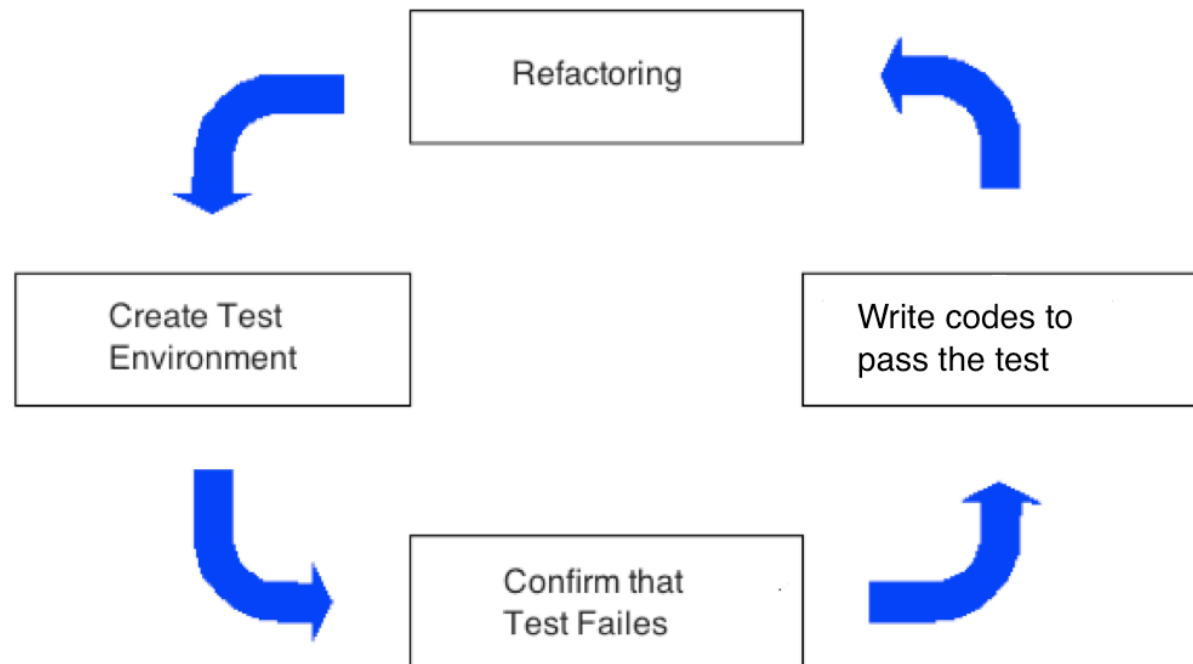 Refactoring
Create Test
Environment
Write codes to
pass the test
Confirm that
Test Failes